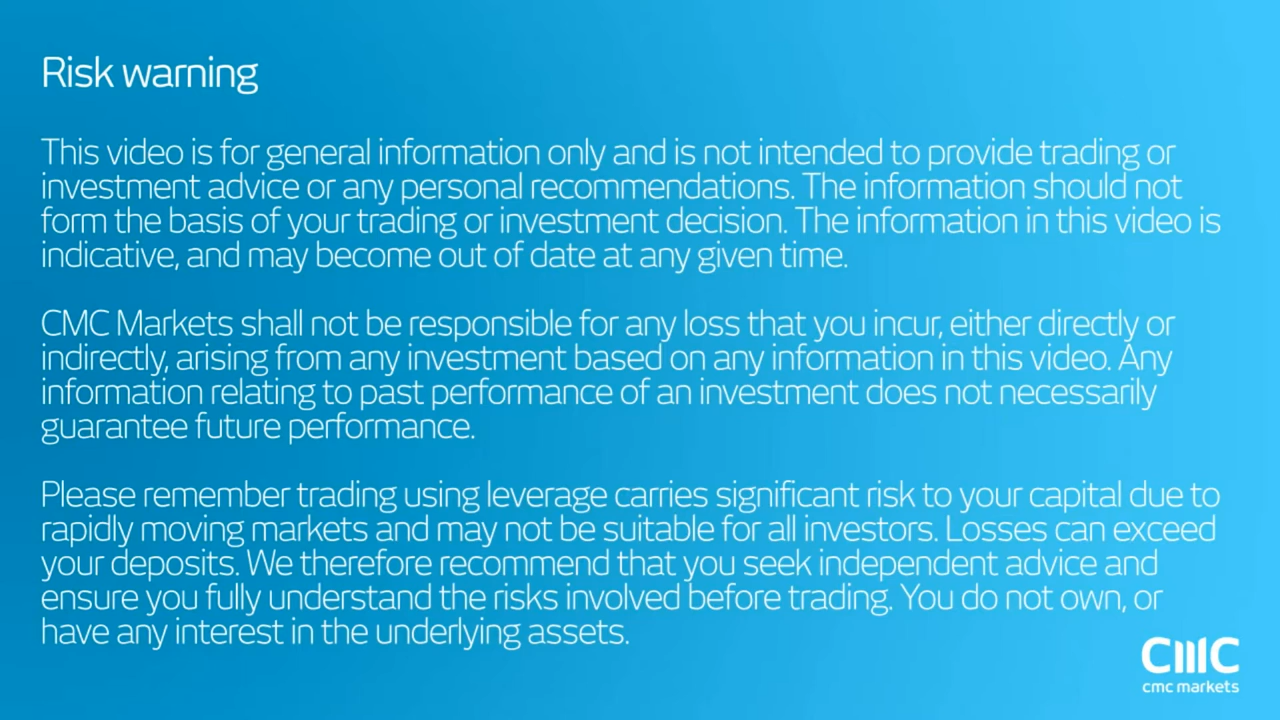 Risk warning
This video is for general information only and is not intended to provide trading or
investment advice or any personal recommendations. The information should not
form the basis of your trading or investment decision. The information in this video is
indicative, and may become out of date at any given time.
CMC Markets shall not be responsible for any loss that you incur, either directly or
indirectly, arising from any investment based on any information in this video. Any
information relating to past performance of an investment does not necessarily
guarantee future performance.
Please remember trading using leverage carries significant risk to your capital due to
rapidly moving markets and may not be suitable for all investors. Losses can exceed
your deposits. We therefore recommend that you seek independent advice and
ensure you fully understand the risks involved before trading. You do not own, or
have any interest in the underlying assets.
CMC
cmc markets